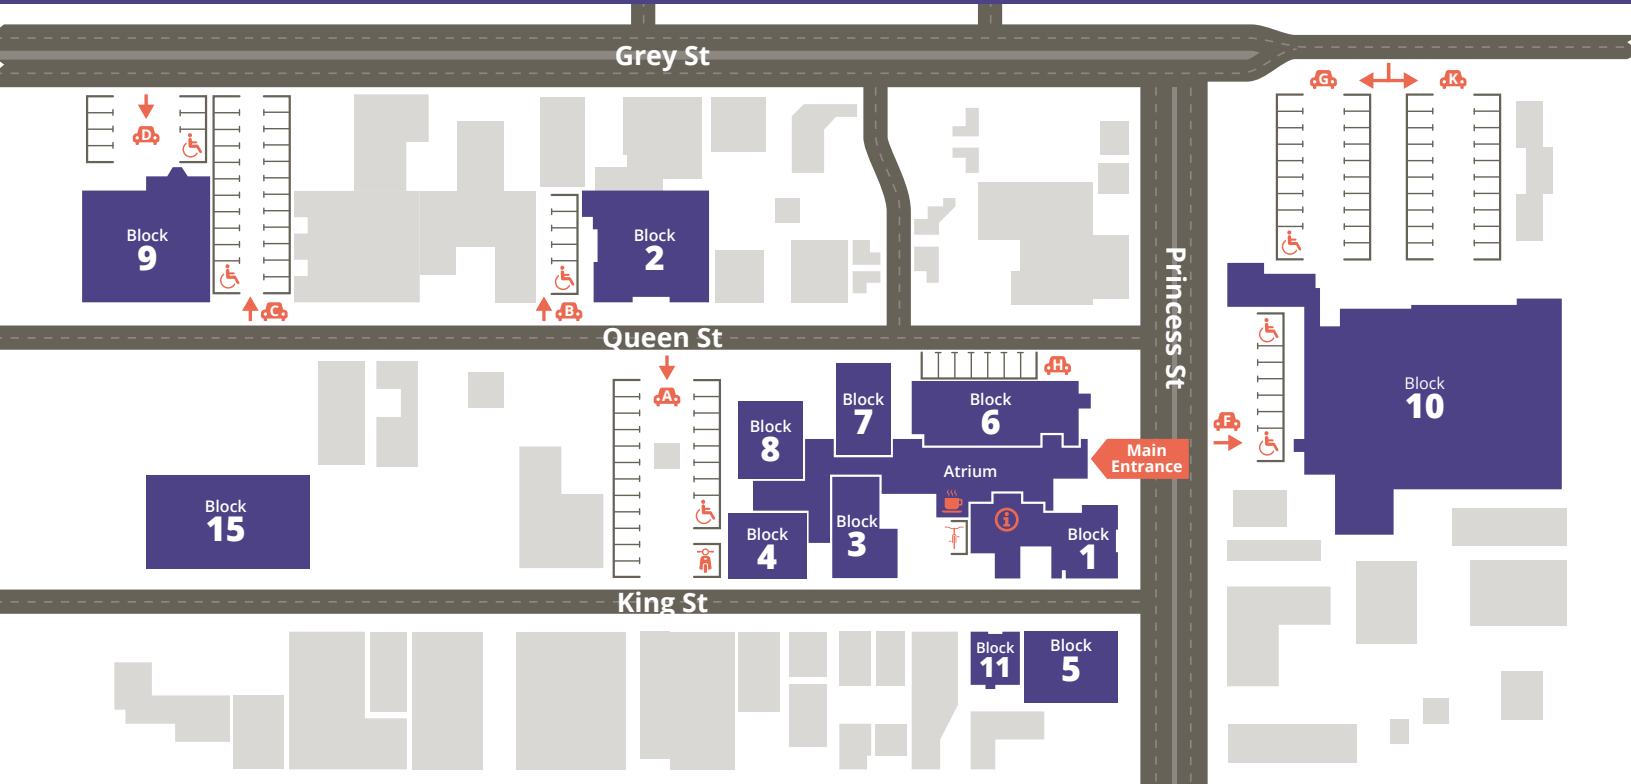 Grey St
G
K
D
Block
9
C
B
Block
2
Queen St
Princess St
A
H
Block
7
Block
6
Block
8
Block
10
F
Main
Entrance
Atrium
Block
15
Block
4
Block
3
i
Block
1
King St
Block
11
Block
5